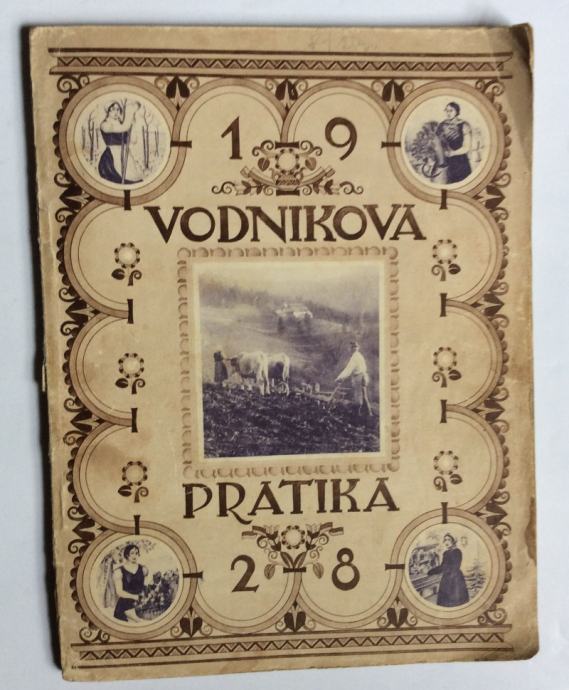 1 - 9
VODNIKOVA
PRATIKA
2 - 8